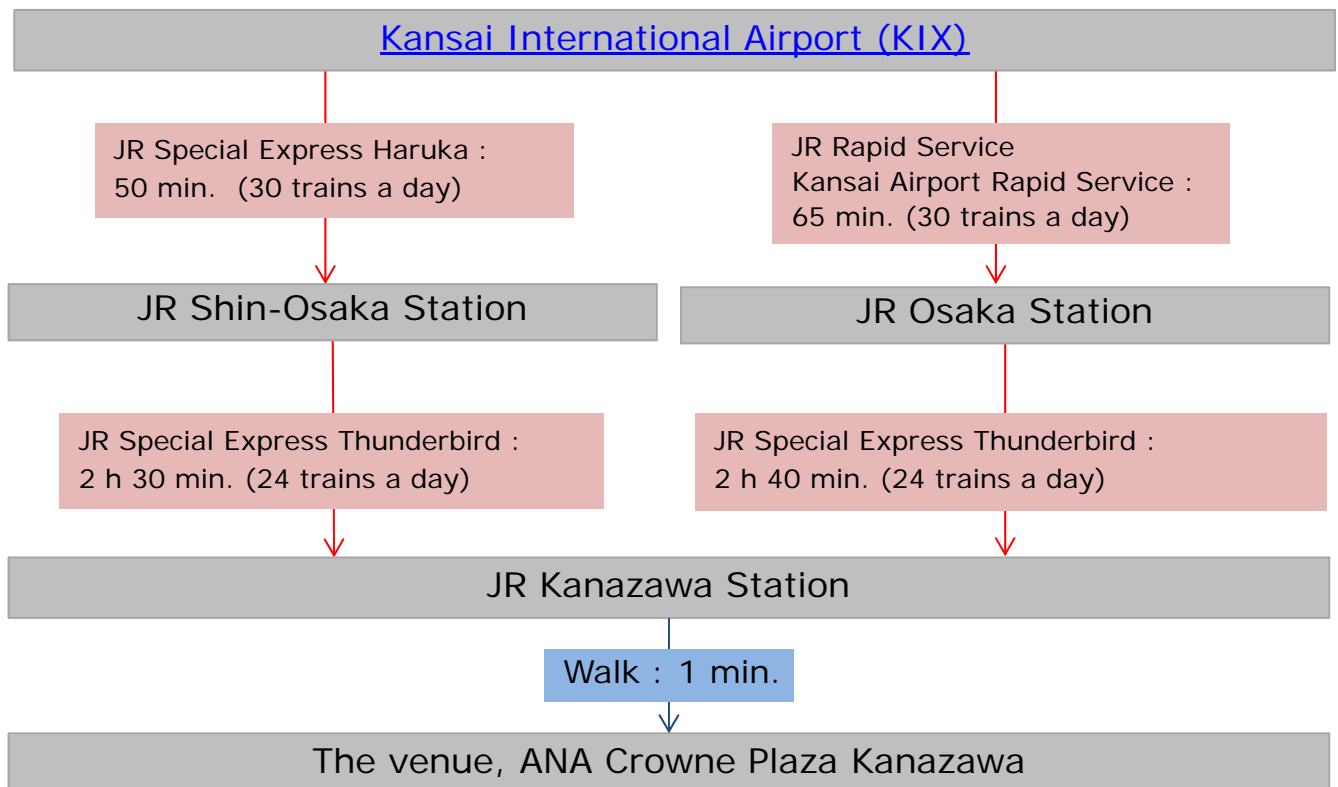 Kansai International Airport (KIX)
JR Special Express Haruka :
50 min. (30 trains a day)
JR Rapid Service
Kansai Airport Rapid Service :
65 min. (30 trains a day)
JR Shin-Osaka Station
JR Osaka Station
JR Special Express Thunderbird :
2 h 30 min. (24 trains a day)
JR Special Express Thunderbird :
2 h 40 min. (24 trains a day)
JR Kanazawa Station
Walk : 1 min.
The venue, ANA Crowne Plaza Kanazawa